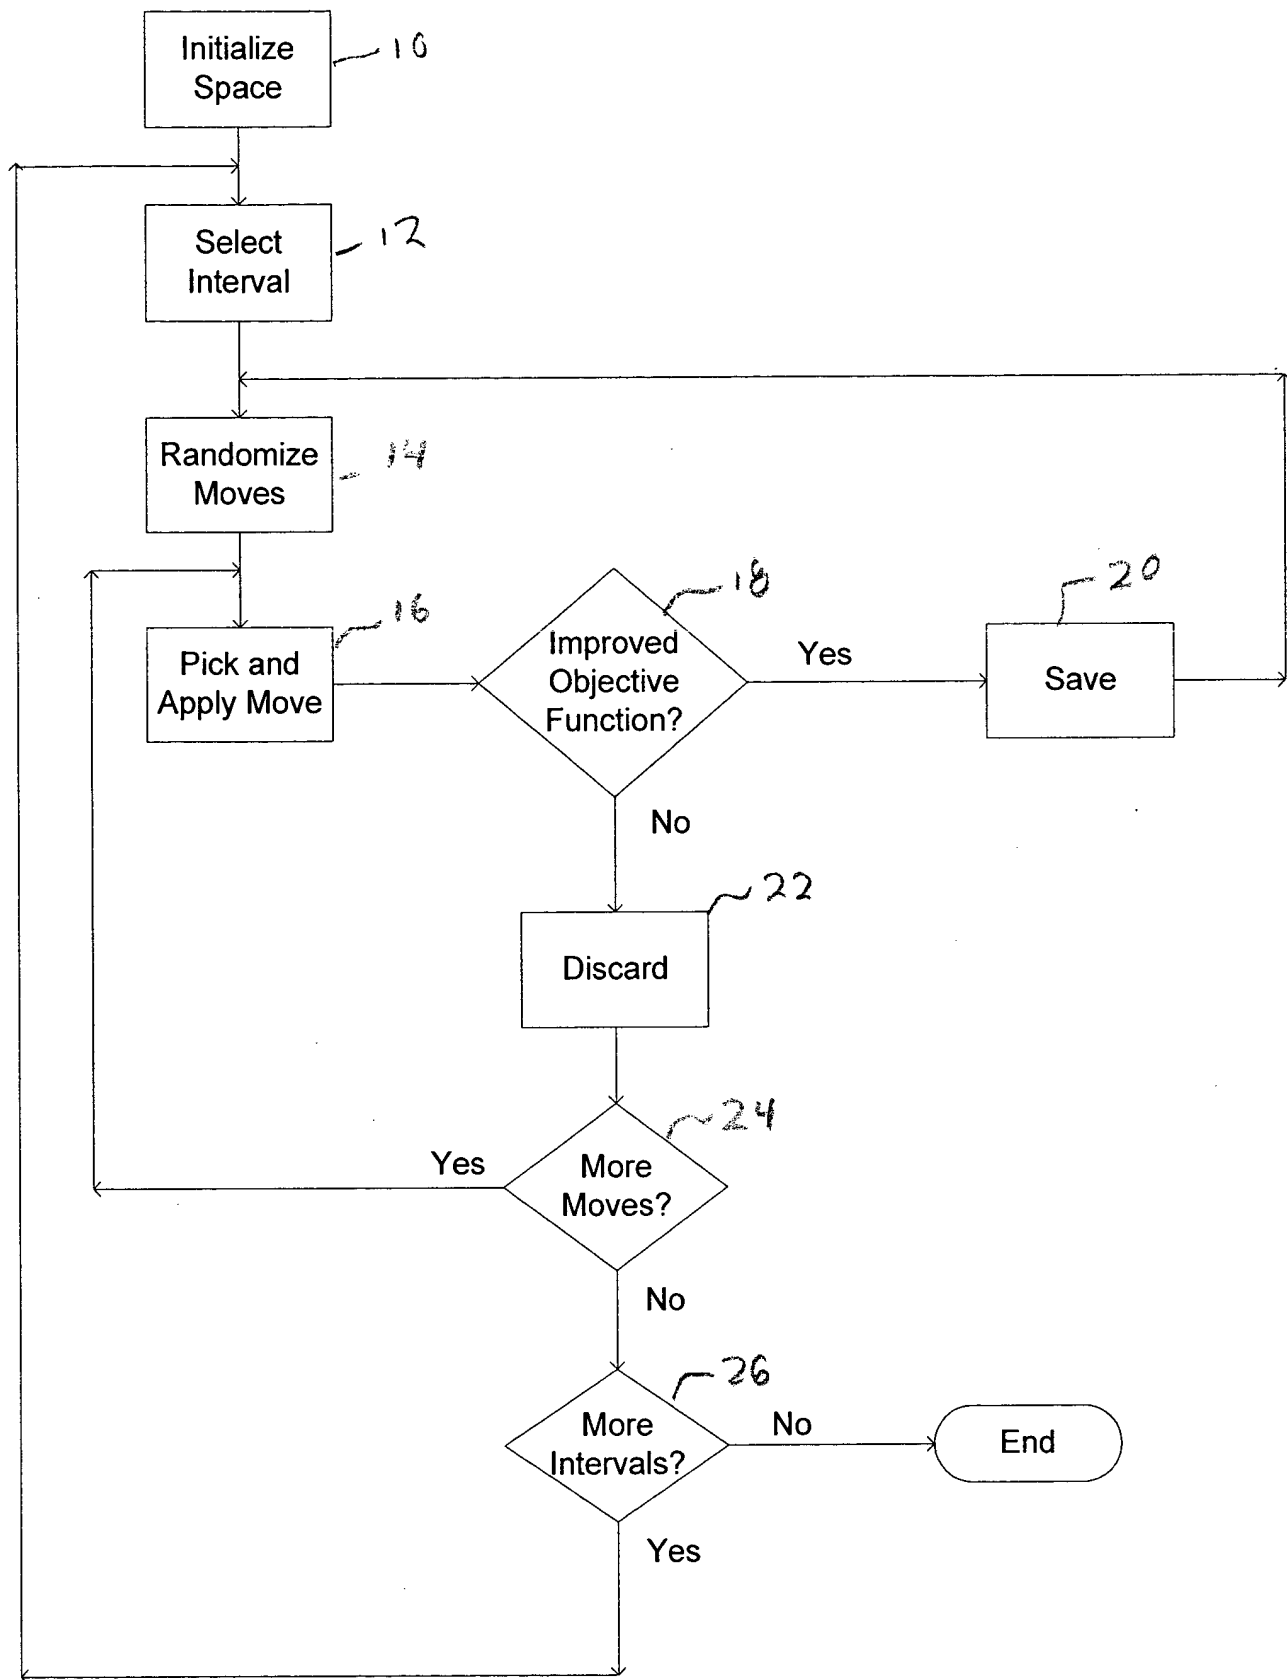 Initialize
Space
10
Select
Interval
12
Randomize
Moves
14
Pick and
Apply Move
16
Improved
Objective
Function?
18
Yes
Save
20
No
Discard
22
More
Moves?
24
Yes
No
More
Intervals?
26
No
End
Yes